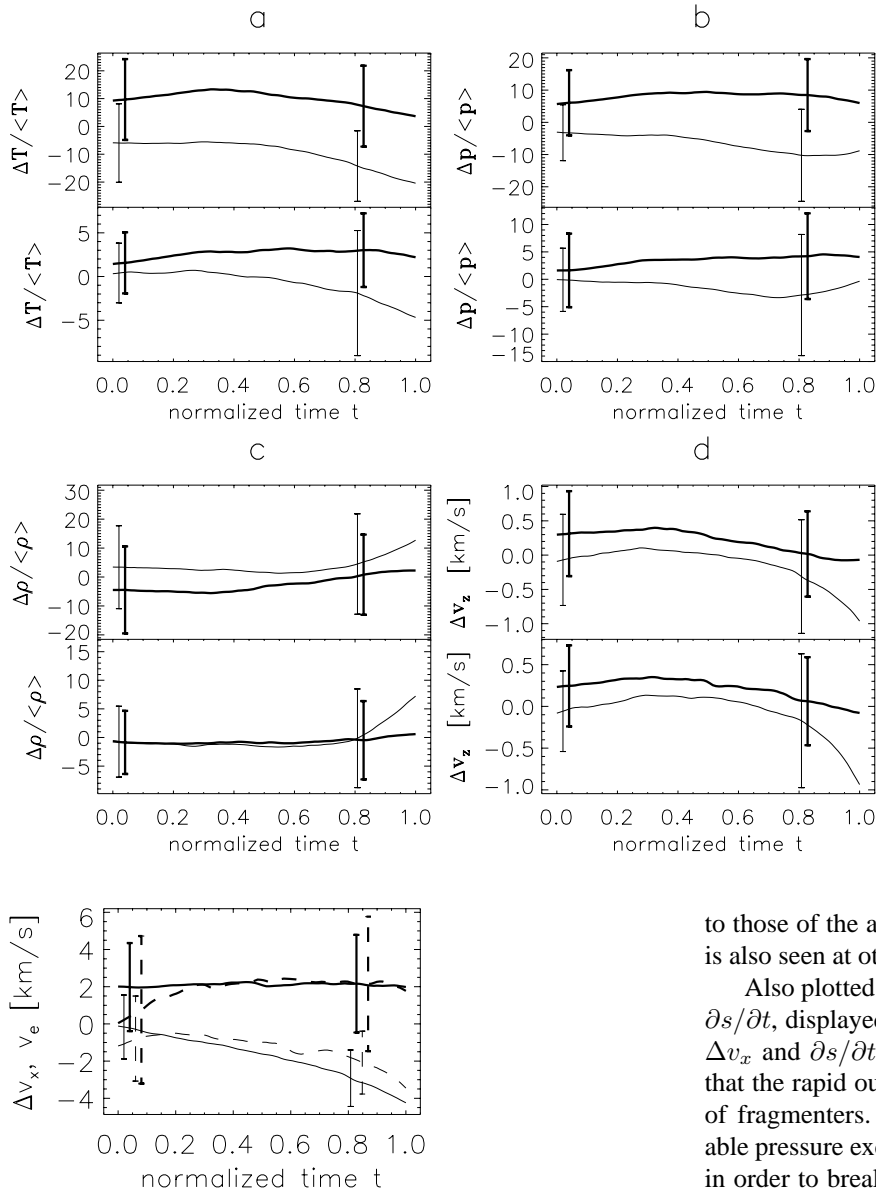 a
20
10
0
−10
−20
ΔT/<T>
5
0
−5
ΔT/<T>
0.0 0.2 0.4 0.6 0.8 1.0
normalized time t
b
20
10
0
−10
−20
Δp/<p>
10
5
0
−5
−10
−15
Δp/<p>
0.0 0.2 0.4 0.6 0.8 1.0
normalized time t
c
30
20
10
0
−10
−20
Δρ/<ρ>
15
10
5
0
−5
Δρ/<ρ>
0.0 0.2 0.4 0.6 0.8 1.0
normalized time t
d
1.0
0.5
0.0
−0.5
−1.0
Δv_z [km/s]
0.5
0.0
−0.5
−1.0
Δv_z [km/s]
0.0 0.2 0.4 0.6 0.8 1.0
normalized time t
6
4
2
0
−2
−4
Δv_x, v_e [km/s]
0.0 0.2 0.4 0.6 0.8 1.0
normalized time t
to those of the a
is also seen at ot
Also plotted
∂s/∂t, displayed
Δv_x and ∂s/∂t
that the rapid ou
of fragmenters.
able pressure exc
in order to break